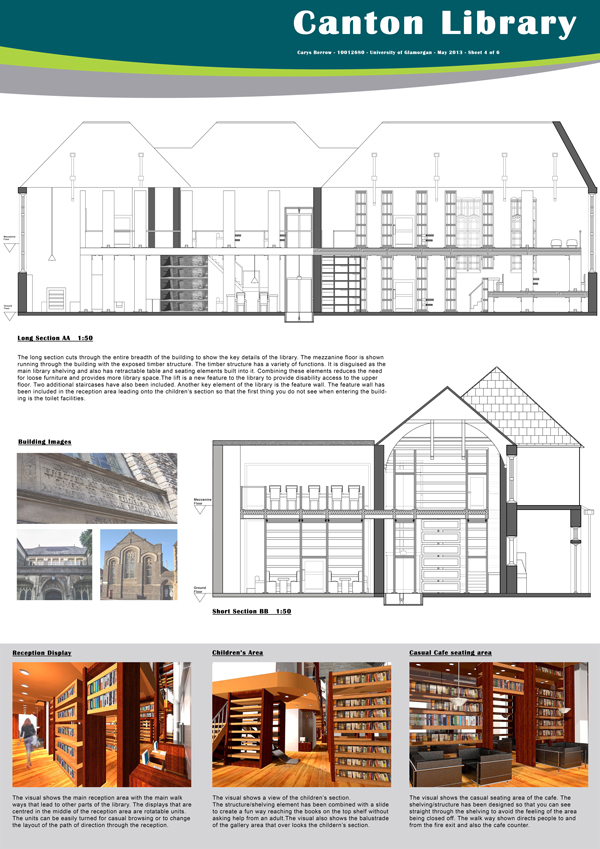 Canton Library
Carys Berrow - 10012680 - University of Glamorgan - May 2013 - Sheet 4 of 6
Mezzanine
Floor
Ground
Floor
Long Section AA   1:50
The long section cuts through the entire breadth of the building to show the key details of the library. The mezzanine floor is shown
running through the building with the exposed timber structure. The timber structure has a variety of functions. It is disguised as the
main library shelving and also has retractable table and seating elements built into it. Combining these elements reduces the need
for loose furniture and provides more library space.The lift is a new feature to the library to provide disability access to the upper
floor. Two additional staircases have also been included. Another key element of the library is the feature wall. The feature wall has
been included in the reception area leading onto the children's section so that the first thing you do not see when entering the build-
ing is the toilet facilities.
Building Images
Mezzanine
Floor
Ground
Floor
Short Section BB   1:50
Reception Display
The visual shows the main reception area with the main walk
ways that lead to other parts of the library. The displays that are
centred in the middle of the reception area are rotatable units.
The units can be easily turned for casual browsing or to change
the layout of the path of direction through the reception.
Children's Area
The visual shows a view of the children's section.
The structure/shelving element has been combined with a slide
to create a fun way reaching the books on the top shelf without
asking help from an adult.The visual also shows the balustrade
of the gallery area that over looks the childern's section.
Casual Cafe seating area
The visual shows the casual seating area of the cafe. The
shelving/structure has been designed so that you can see
straight through the shelving to avoid the feeling of the area
being closed off. The walk way shown directs people to and
from the fire exit and also the cafe counter.